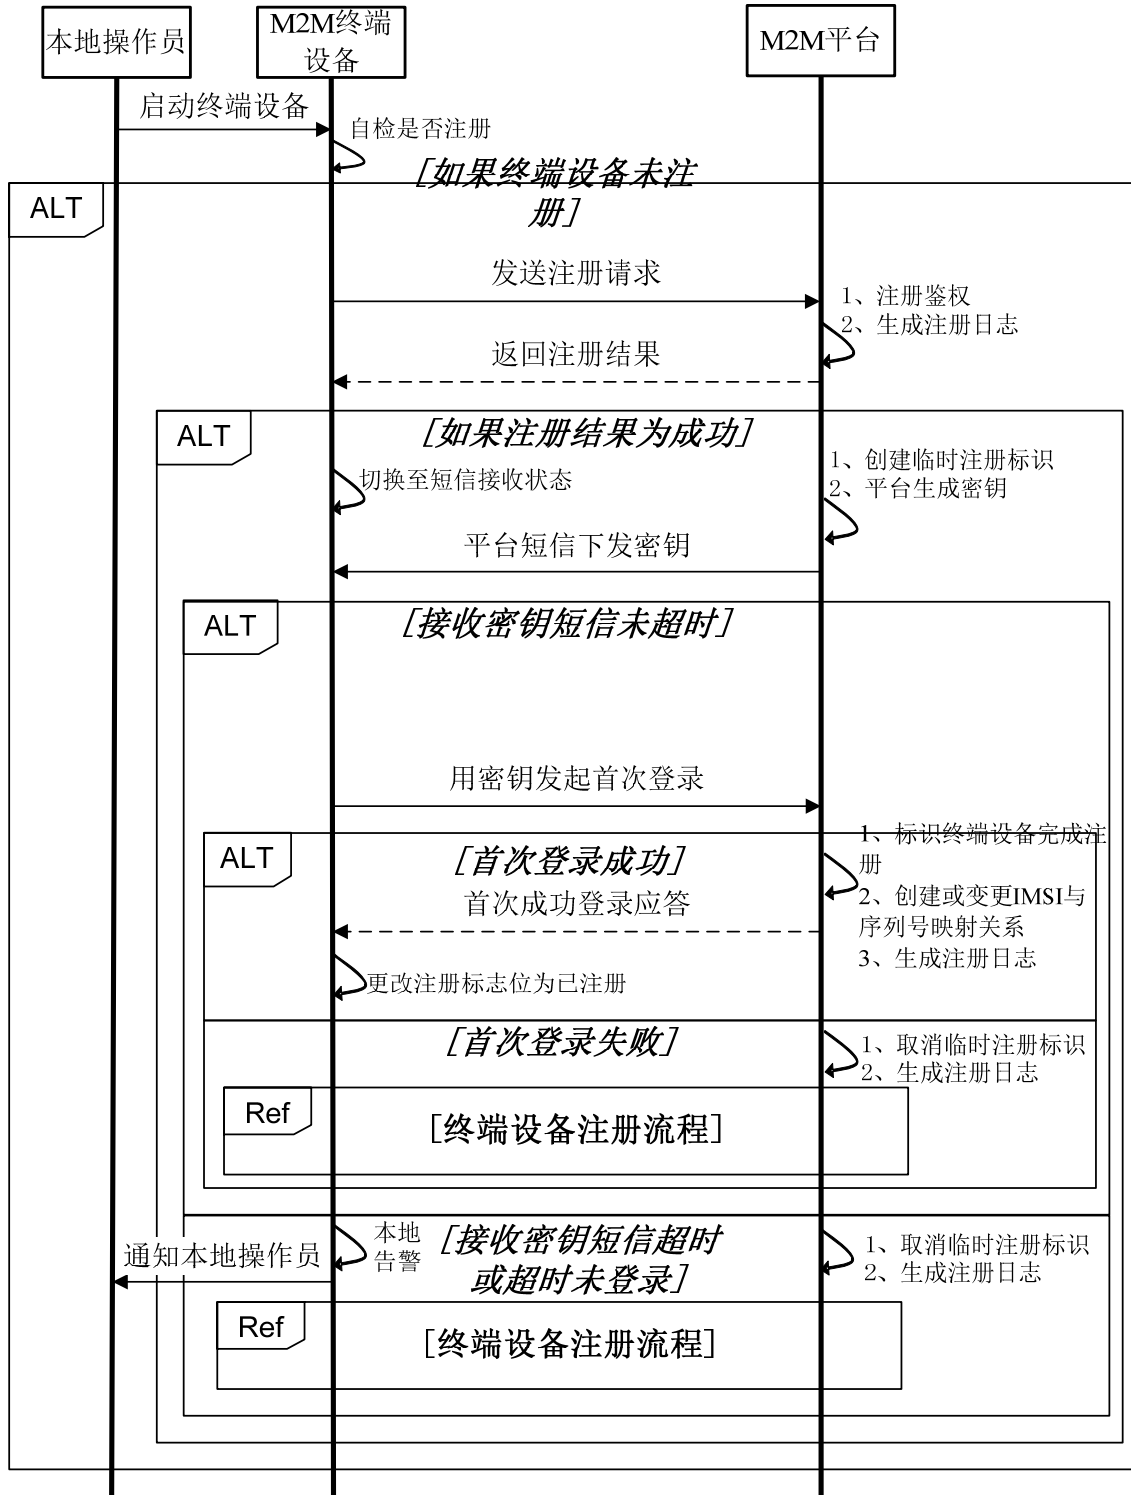 本地操作员
M2M终端
设备
M2M平台
启动终端设备
自检是否注册
[如果终端设备未注
册]
ALT
发送注册请求
1、注册鉴权
2、生成注册日志
返回注册结果
ALT
[如果注册结果为成功]
切换至短信接收状态
1、创建临时注册标识
2、平台生成密钥
平台短信下发密钥
ALT
[接收密钥短信未超时]
用密钥发起首次登录
ALT
[首次登录成功]
1、标识终端设备完成注
册
2、创建或变更IMSI与
序列号映射关系
3、生成注册日志
首次成功登录应答
更改注册标志位为已注册
[首次登录失败]
1、取消临时注册标识
2、生成注册日志
Ref
[终端设备注册流程]
通知本地操作员
本地
告警
[接收密钥短信超时
或超时未登录]
1、取消临时注册标识
2、生成注册日志
Ref
[终端设备注册流程]